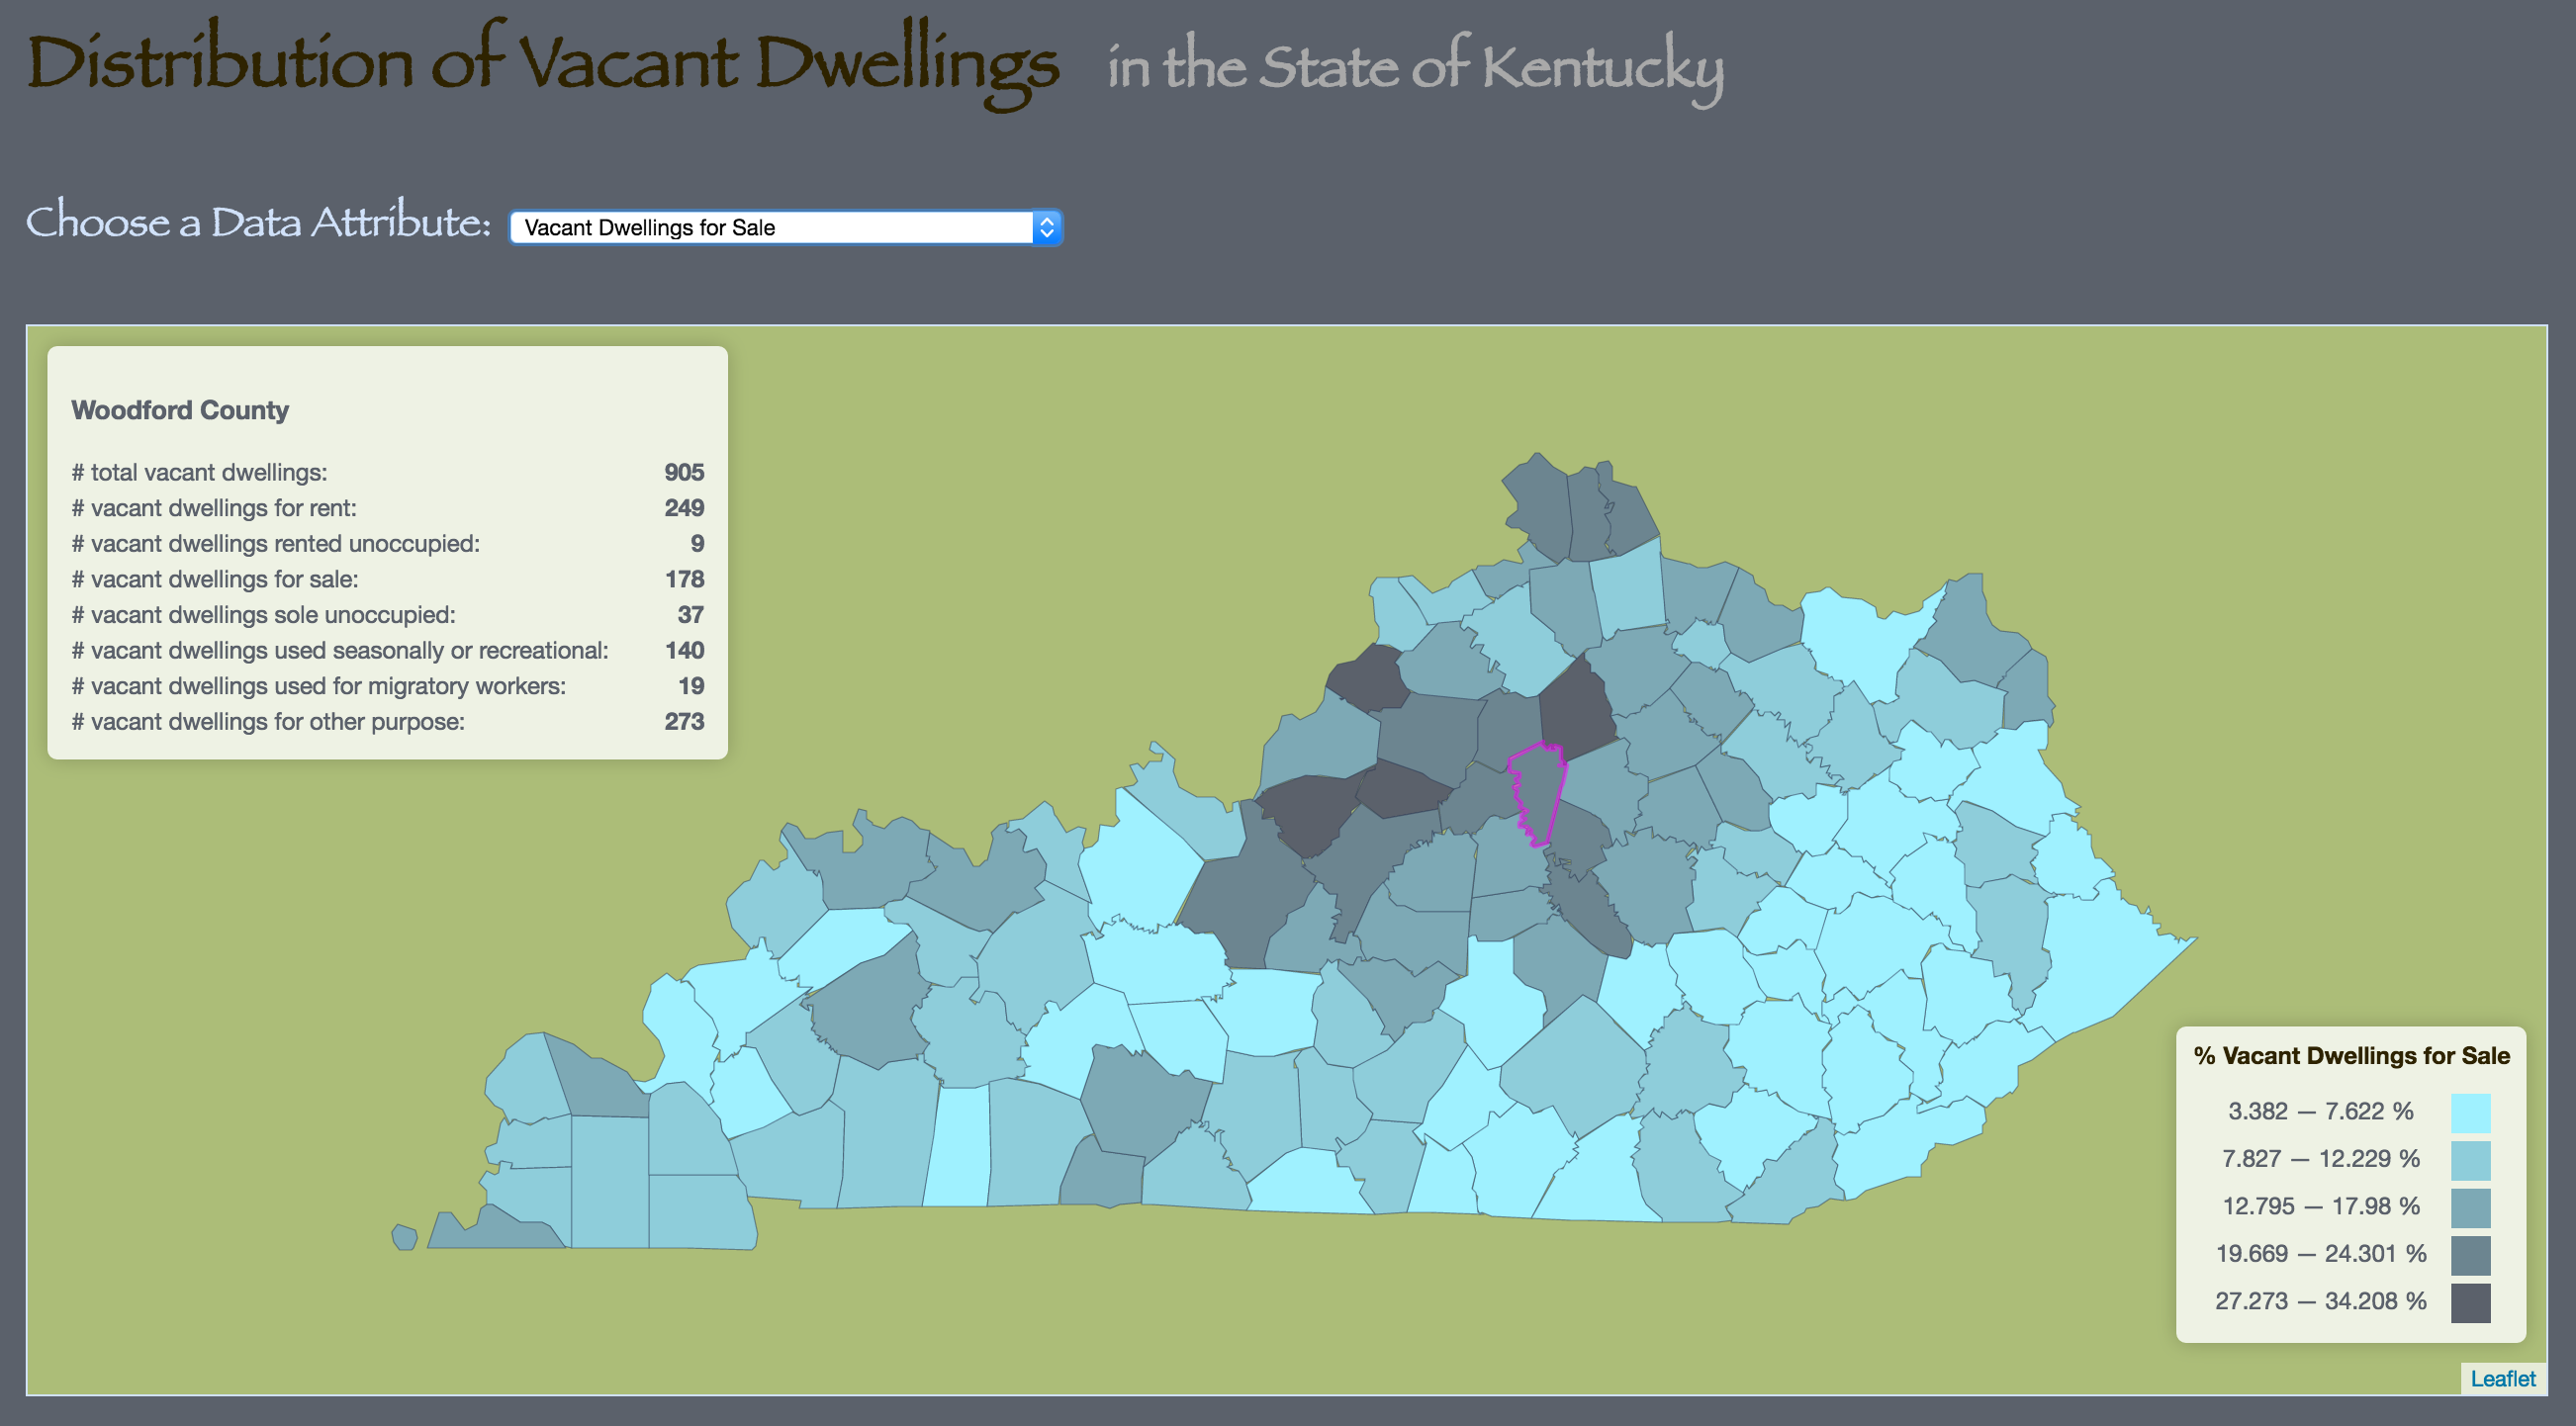 Distribution of Vacant Dwellings in the State of Kentucky
Choose a Data Attribute: Vacant Dwellings for Sale
Woodford County
# total vacant dwellings: 905
# vacant dwellings for rent: 249
# vacant dwellings rented unoccupied: 9
# vacant dwellings for sale: 178
# vacant dwellings sole unoccupied: 37
# vacant dwellings used seasonally or recreational: 140
# vacant dwellings used for migratory workers: 19
# vacant dwellings for other purpose: 273
% Vacant Dwellings for Sale
3.382 — 7.622 %
7.827 — 12.229 %
12.795 — 17.98 %
19.669 — 24.301 %
27.273 — 34.208 %
Leaflet